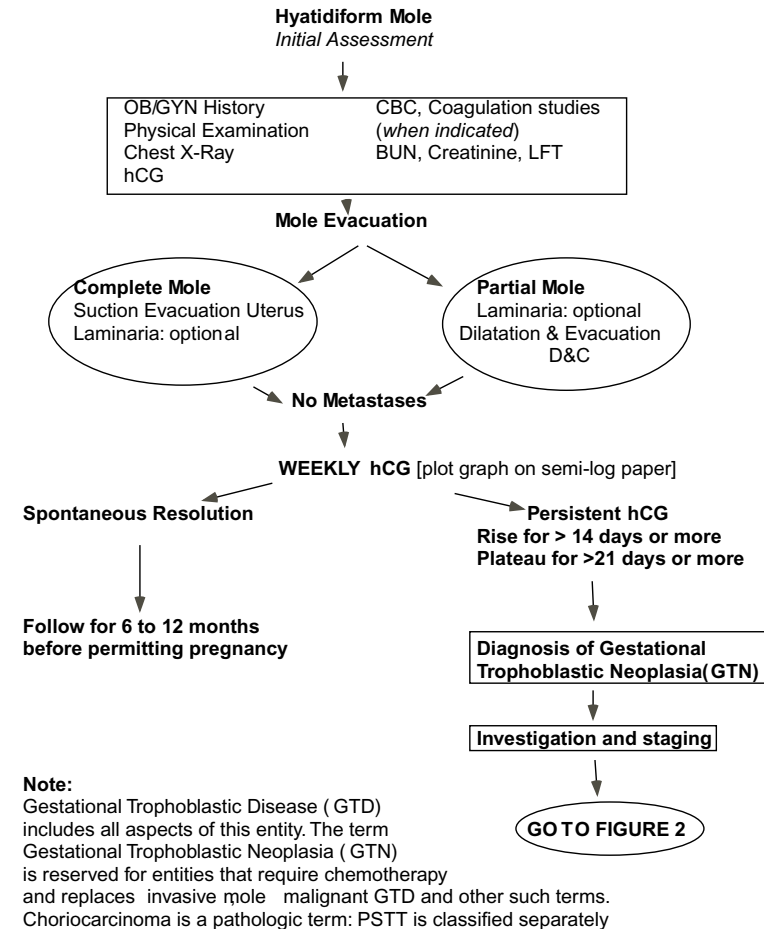 Hyatidiform Mole
Initial Assessment
OB/GYN History
Physical Examination
Chest X-Ray
hCG
CBC, Coagulation studies
(when indicated)
BUN, Creatinine, LFT
Mole Evacuation
Complete Mole
Suction Evacuation Uterus
Laminaria: optional
Partial Mole
Laminaria: optional
Dilatation & Evacuation
D&C
No Metastases
WEEKLY hCG [plot graph on semi-log paper]
Spontaneous Resolution
Follow for 6 to 12 months
before permitting pregnancy
Persistent hCG
Rise for > 14 days or more
Plateau for >21 days or more
Diagnosis of Gestational
Trophoblastic Neoplasia(GTN)
Investigation and staging
GO TO FIGURE 2
Note:
Gestational Trophoblastic Disease ( GTD)
includes all aspects of this entity. The term
Gestational Trophoblastic Neoplasia ( GTN)
is reserved for entities that require chemotherapy
and replaces invasive mole, malignant GTD and other such terms.
Choriocarcinoma is a pathologic term: PSTT is classified separately